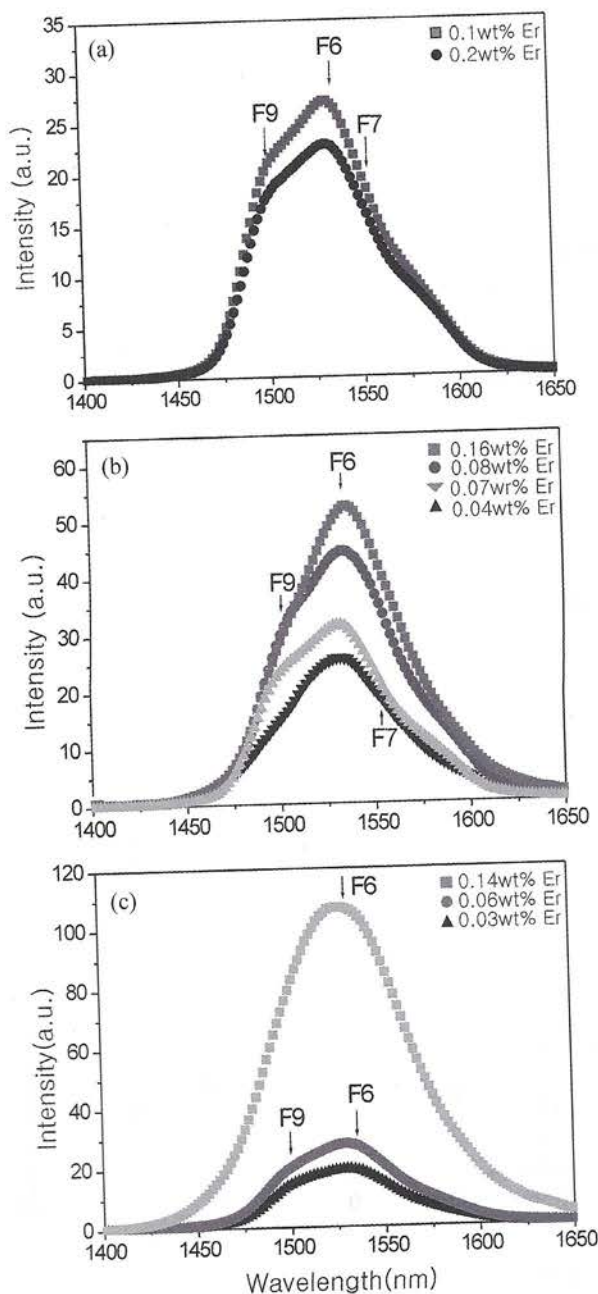 (a)
0.1wt% Er
0.2wt% Er
F6
F9
F7
Intensity (a.u.)
35
30
25
20
15
10
5
0
1400 1450 1500 1550 1600 1650
(b)
0.16wt% Er
0.08wt% Er
0.07wr% Er
0.04wt% Er
F6
F9
F7
Intensity (a.u.)
60
50
40
30
20
10
0
1400 1450 1500 1550 1600 1650
(c)
0.14wt% Er
0.06wt% Er
0.03wt% Er
F6
F9
F6
Intensity(a.u.)
120
100
80
60
40
20
0
1400 1450 1500 1550 1600 1650
Wavelength(nm)